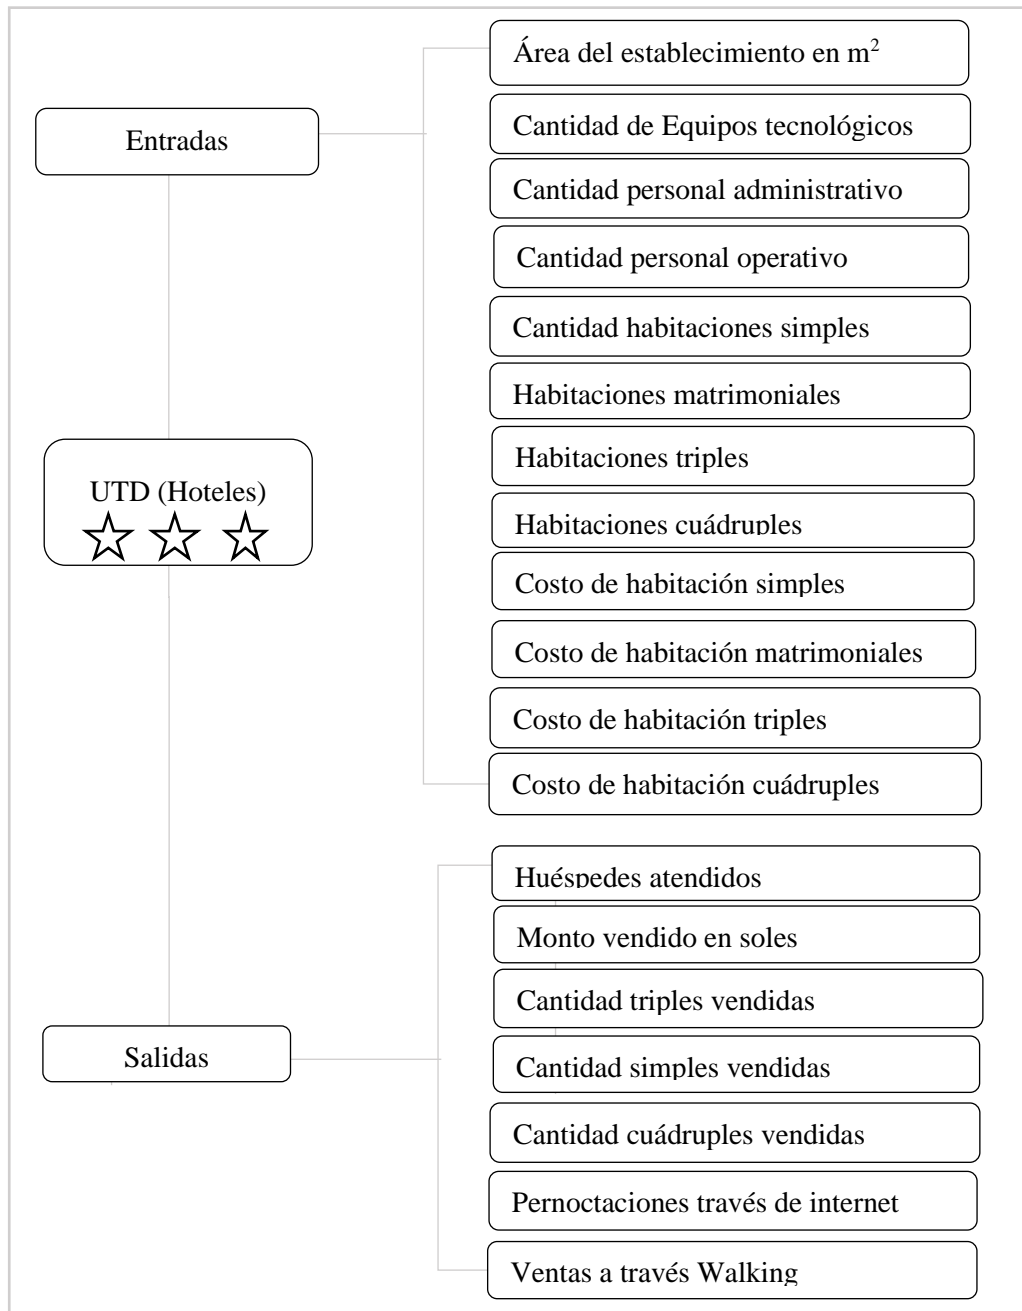 Entradas
Área del establecimiento en m²
Cantidad de Equipos tecnológicos
Cantidad personal administrativo
Cantidad personal operativo
Cantidad habitaciones simples
Habitaciones matrimoniales
Habitaciones triples
Habitaciones cuádruples
Costo de habitación simples
Costo de habitación matrimoniales
Costo de habitación triples
Costo de habitación cuádruples
UTD (Hoteles)
Salidas
Huéspedes atendidos
Monto vendido en soles
Cantidad triples vendidas
Cantidad simples vendidas
Cantidad cuádruples vendidas
Pernoctaciones través de internet
Ventas a través Walking